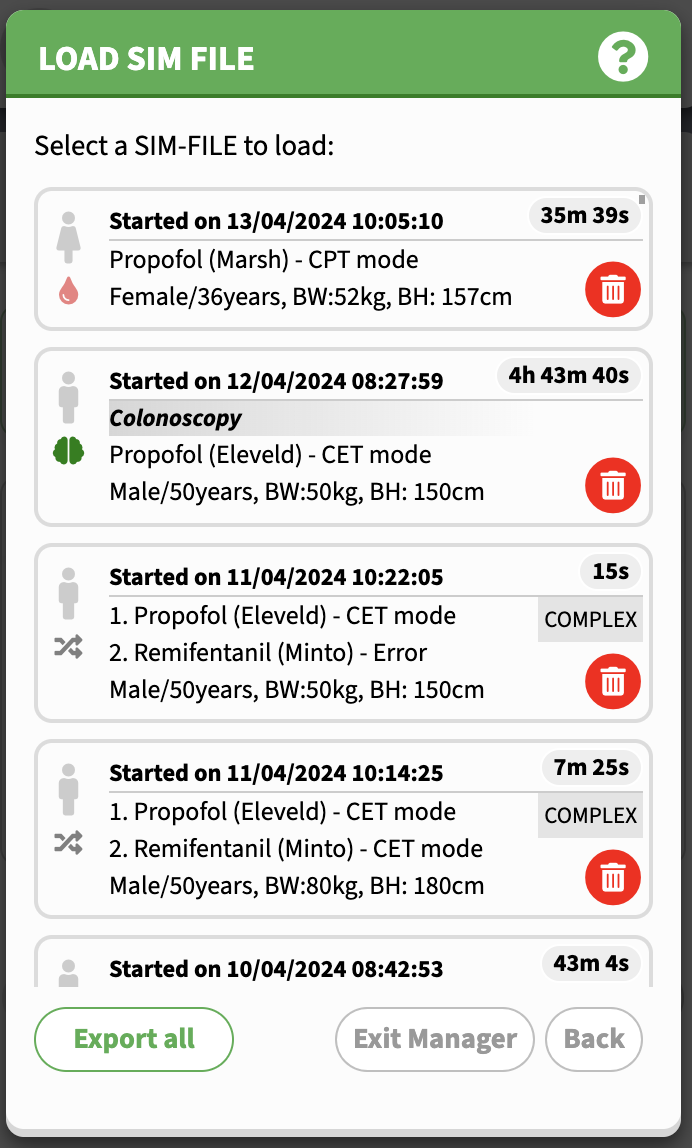 LOAD SIM FILE
?
Select a SIM-FILE to load:
Started on 13/04/2024 10:05:10 35m 39s
Propofol (Marsh) - CPT mode
Female/36years, BW:52kg, BH: 157cm
Started on 12/04/2024 08:27:59 4h 43m 40s
Colonoscopy
Propofol (Eleveld) - CET mode
Male/50years, BW:50kg, BH: 150cm
Started on 11/04/2024 10:22:05 15s
1. Propofol (Eleveld) - CET mode COMPLEX
2. Remifentanil (Minto) - Error
Male/50years, BW:50kg, BH: 150cm
Started on 11/04/2024 10:14:25 7m 25s
1. Propofol (Eleveld) - CET mode COMPLEX
2. Remifentanil (Minto) - CET mode
Male/50years, BW:80kg, BH: 180cm
Started on 10/04/2024 08:42:53 43m 4s
Export all Exit Manager Back